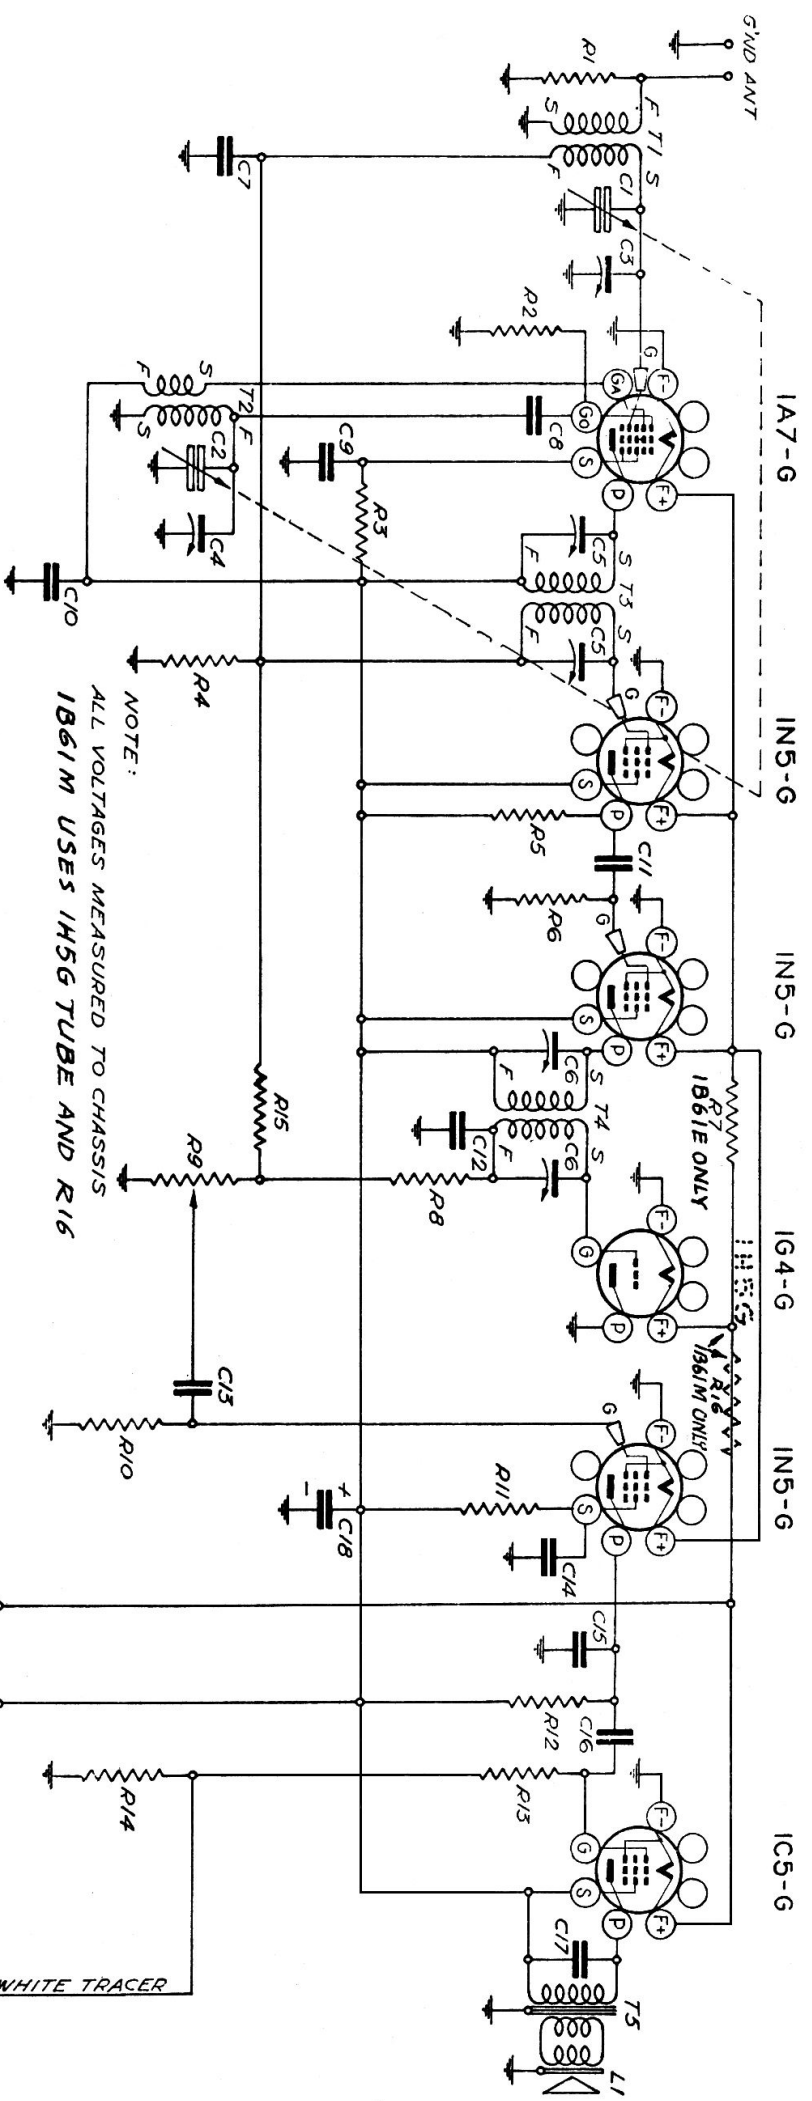 G'ND ANT
R1
F
S
T1
S
F
C1
C3
C7
R2
1A7-G
G
F-
GA
GO
S
P
F+
S
F
T2
F
S
C2
C4
C8
C9
R3
C10
C5
S
F
T3
S
F
C5
R4
1N5-G
G
F-
S
P
F+
R5
C11
R6
1N5-G
G
F-
S
P
F+
C6
S
F
T4
S
F
C6
C12
R7
1B61E ONLY
R8
R15
R9
1G4-G
1H5G
F-
G
P
F+
R16
1B61M ONLY
C13
R10
1N5-G
G
F-
S
P
F+
R11
C14
+
-
C18
C15
R12
C16
R13
R14
1C5-G
F-
G
S
P
F+
C17
T5
L1
WHITE TRACER
NOTE:
ALL VOLTAGES MEASURED TO CHASSIS
1B61M USES 1H5G TUBE AND R16